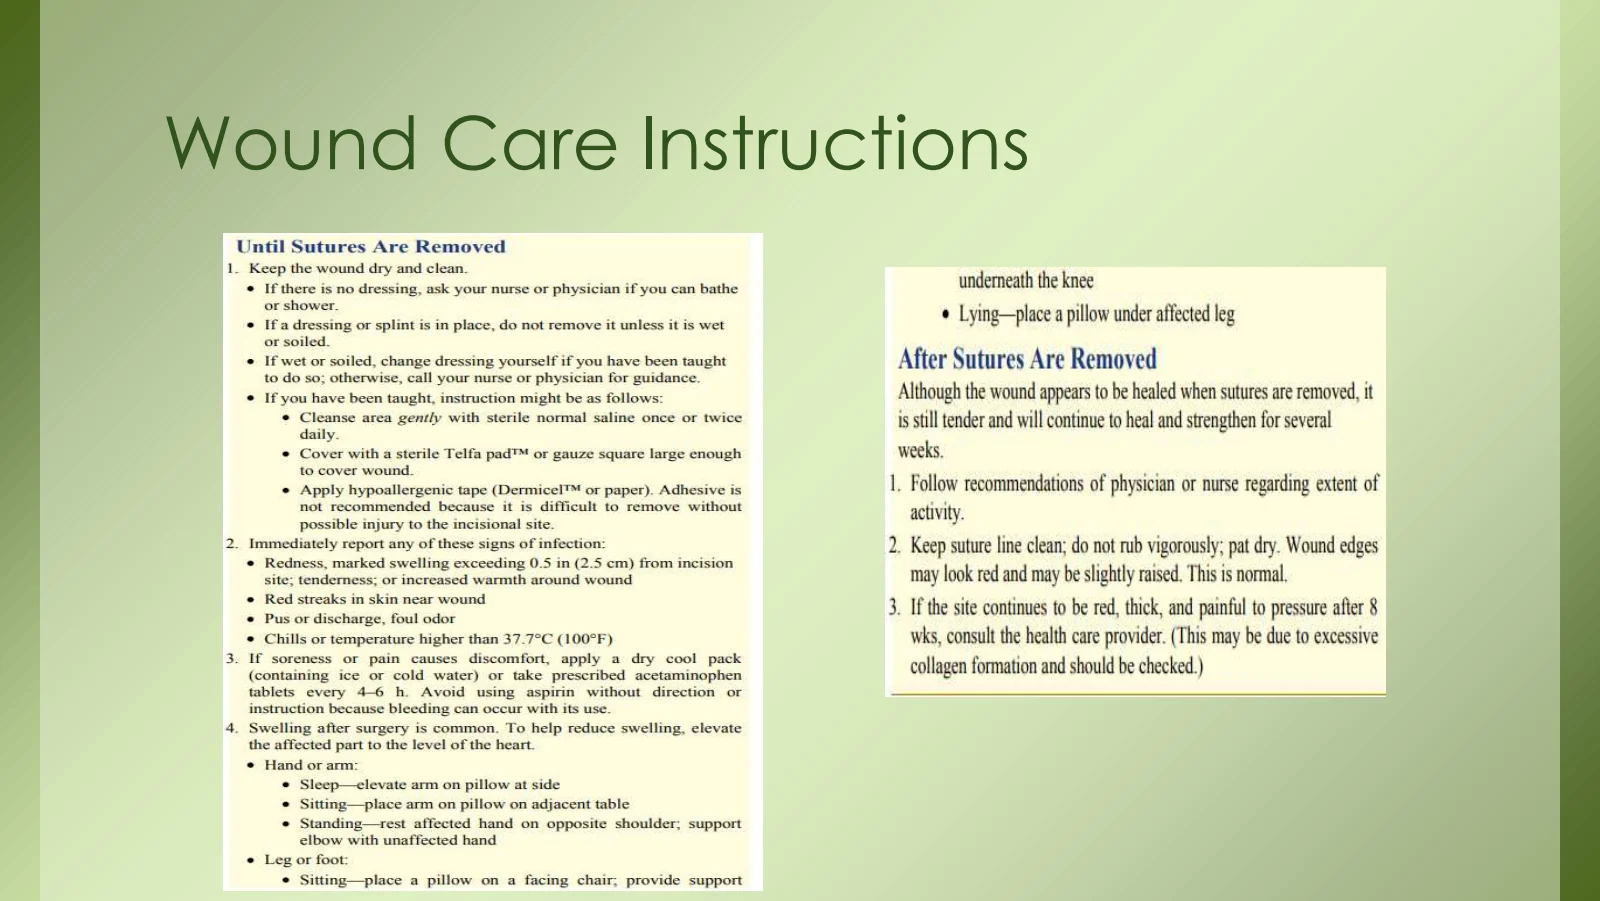 Wound Care Instructions
Until Sutures Are Removed
1. Keep the wound dry and clean.
• If there is no dressing, ask your nurse or physician if you can bathe
or shower.
• If a dressing or splint is in place, do not remove it unless it is wet
or soiled.
• If wet or soiled, change dressing yourself if you have been taught
to do so; otherwise, call your nurse or physician for guidance.
• If you have been taught, instruction might be as follows:
• Cleanse area gently with sterile normal saline once or twice
daily.
• Cover with a sterile Telfa pad™ or gauze square large enough
to cover wound.
• Apply hypoallergenic tape (Dermicel™ or paper). Adhesive is
not recommended because it is difficult to remove without
possible injury to the incisional site.
2. Immediately report any of these signs of infection:
• Redness, marked swelling exceeding 0.5 in (2.5 cm) from incision
site; tenderness; or increased warmth around wound
• Red streaks in skin near wound
• Pus or discharge, foul odor
• Chills or temperature higher than 37.7°C (100°F)
3. If soreness or pain causes discomfort, apply a dry cool pack
(containing ice or cold water) or take prescribed acetaminophen
tablets every 4–6 h. Avoid using aspirin without direction or
instruction because bleeding can occur with its use.
4. Swelling after surgery is common. To help reduce swelling, elevate
the affected part to the level of the heart.
• Hand or arm:
• Sleep—elevate arm on pillow at side
• Sitting—place arm on pillow on adjacent table
• Standing—rest affected hand on opposite shoulder; support
elbow with unaffected hand
• Leg or foot:
• Sitting—place a pillow on a facing chair; provide support
underneath the knee
• Lying—place a pillow under affected leg
After Sutures Are Removed
Although the wound appears to be healed when sutures are removed, it
is still tender and will continue to heal and strengthen for several
weeks.
1. Follow recommendations of physician or nurse regarding extent of
activity.
2. Keep suture line clean; do not rub vigorously; pat dry. Wound edges
may look red and may be slightly raised. This is normal.
3. If the site continues to be red, thick, and painful to pressure after 8
wks, consult the health care provider. (This may be due to excessive
collagen formation and should be checked.)